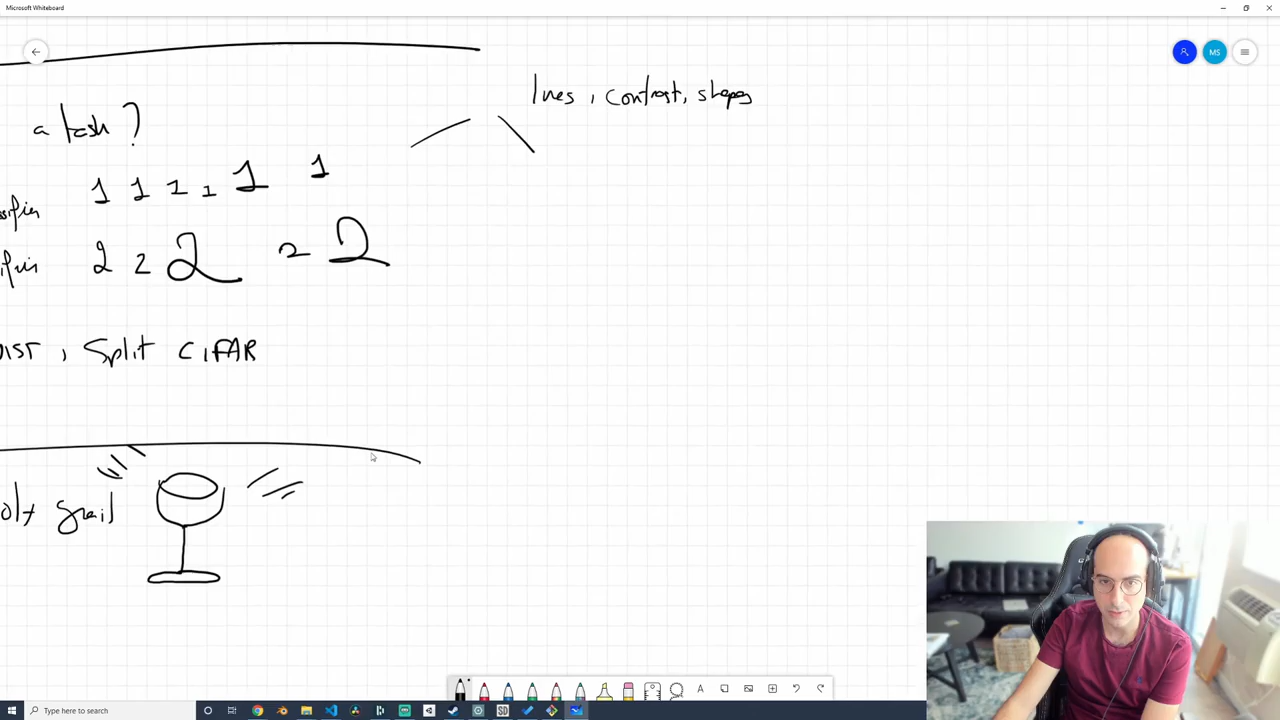 Microsoft Whiteboard
MS
lines, contrast, shapes
a task?
1 1 1 1 1 1
2 2 2 2 2
, Split CIFAR
grail
Type here to search